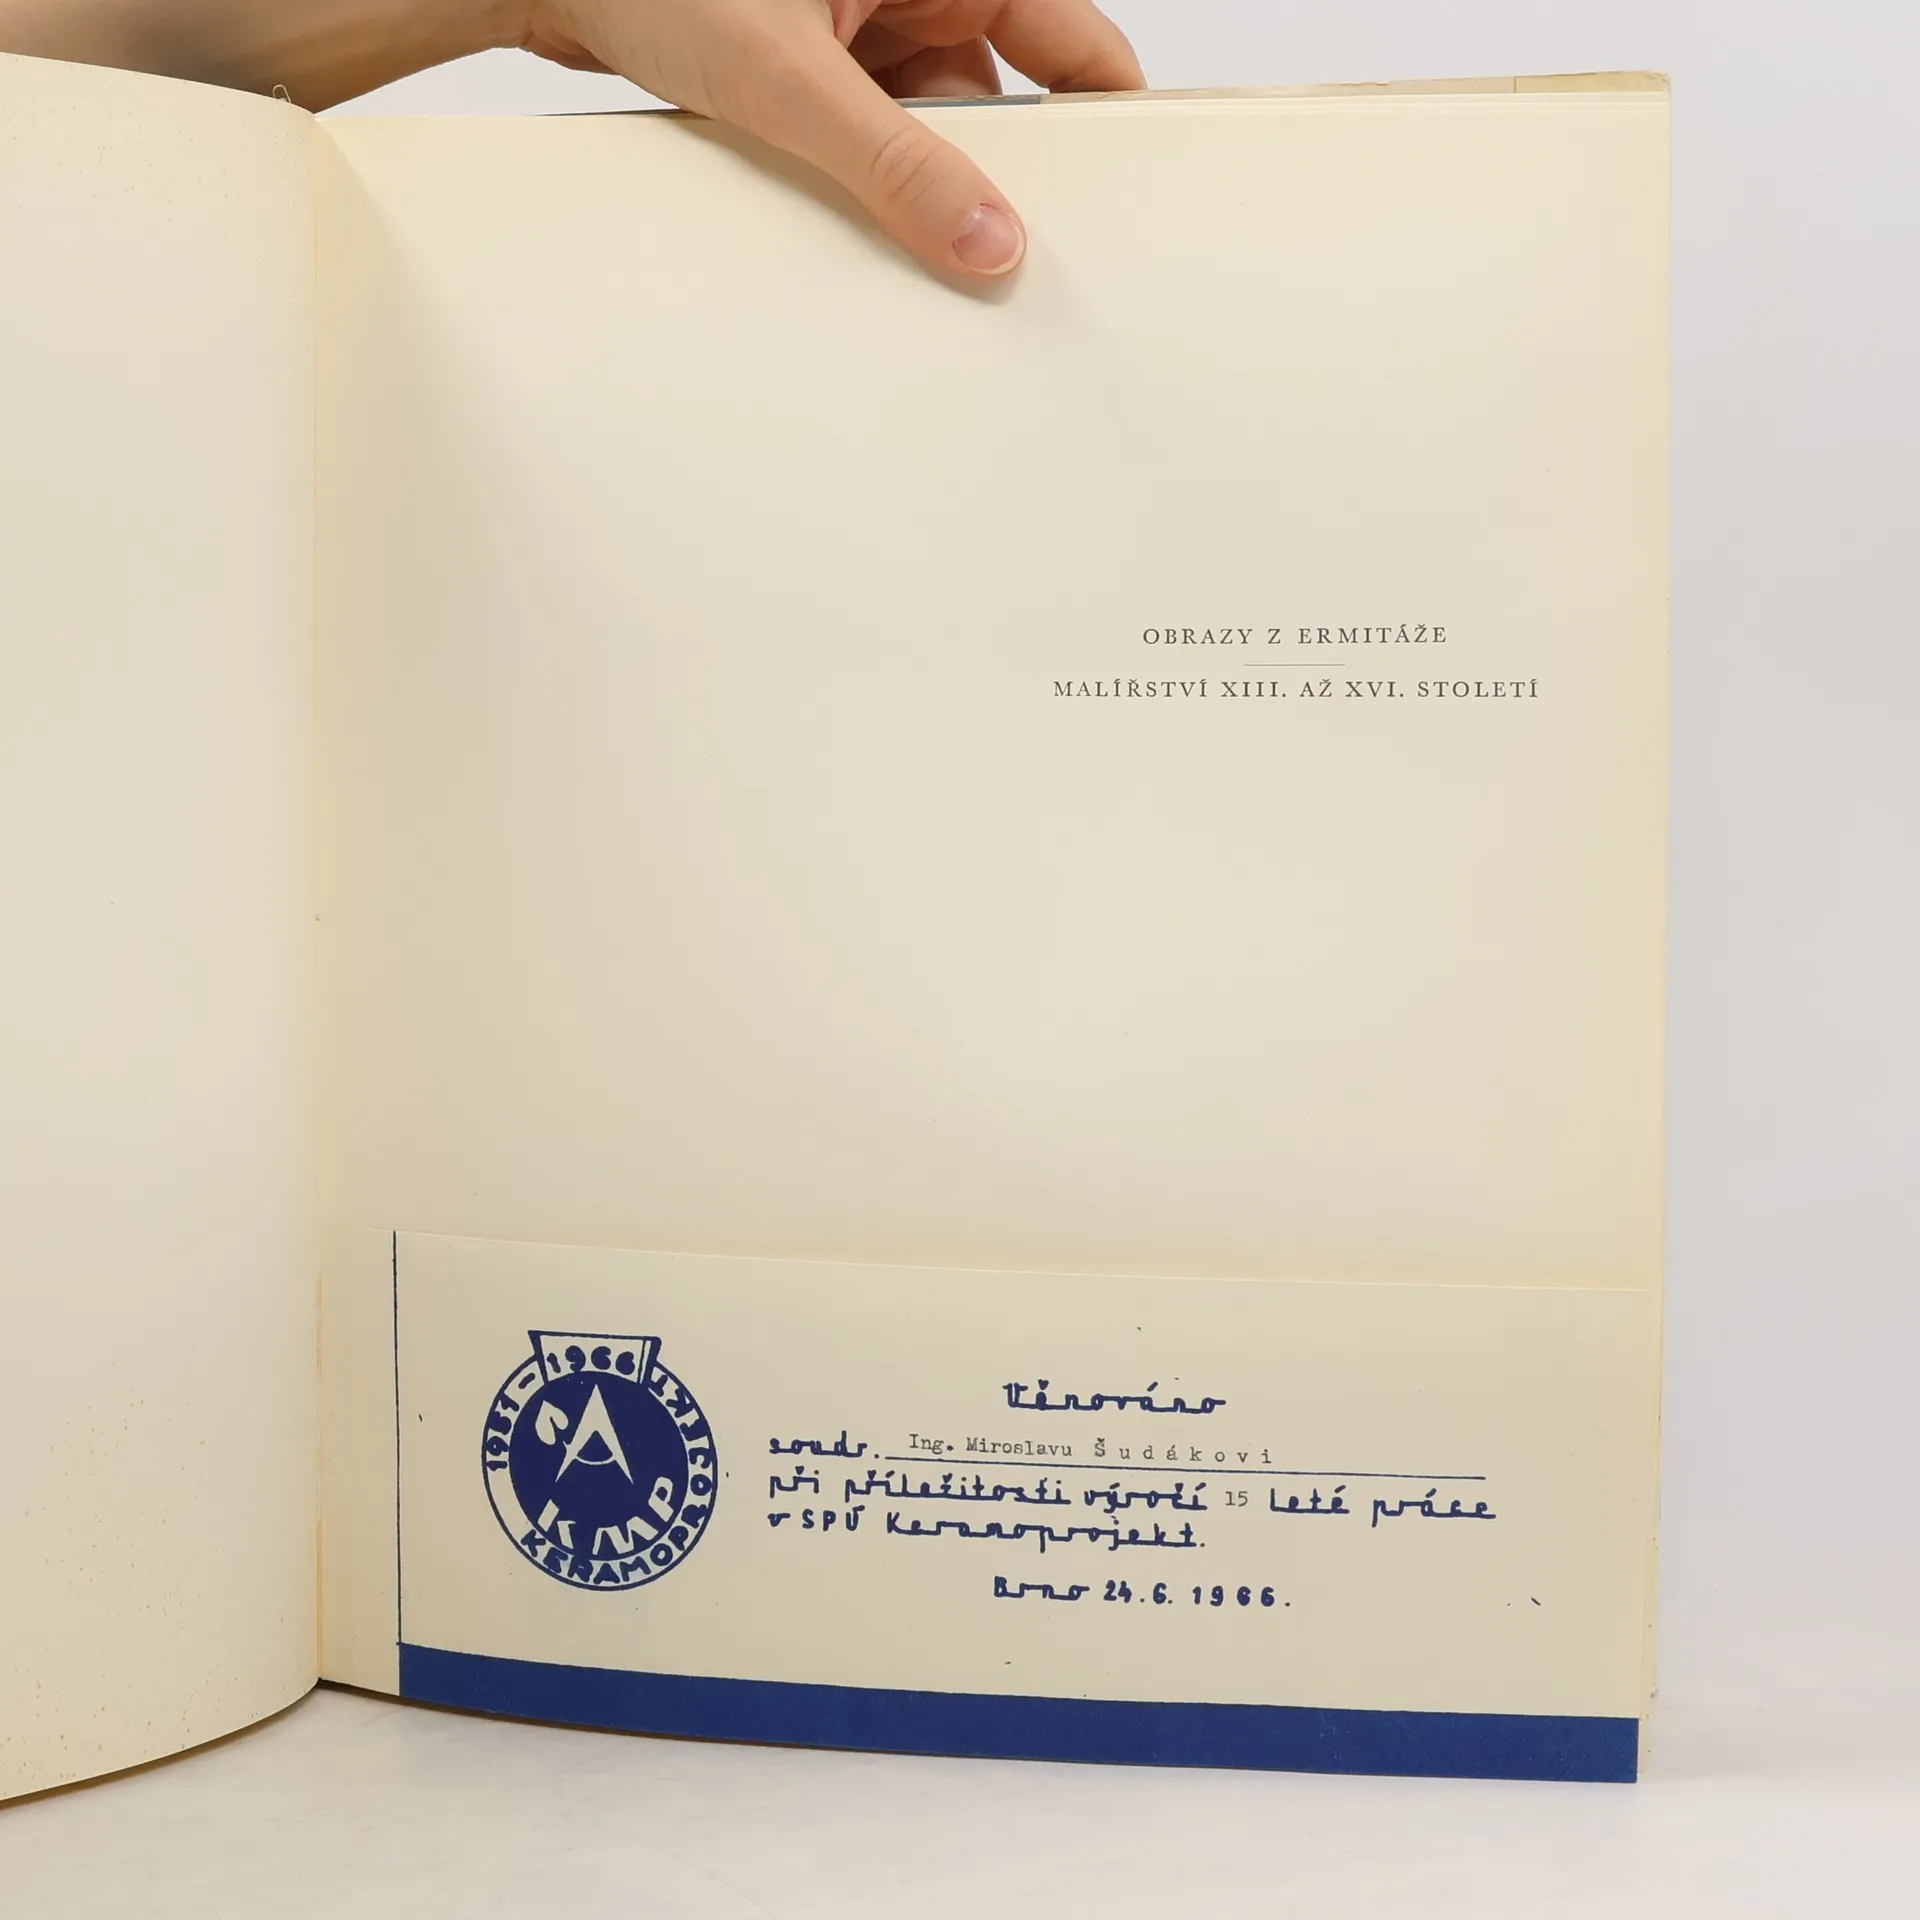 OBRAZY Z ERMITÁŽE
MALÍŘSTVÍ XIII. AŽ XVI. STOLETÍ
1951 – 1966
KMP
KERAMOPROJEKT
Věnováno
soudr. Ing. Miroslavu Šudákovi
při příležitosti výročí 15 leté práce
v SPÚ Keramoprojekt.
Brno 24.6.1966.